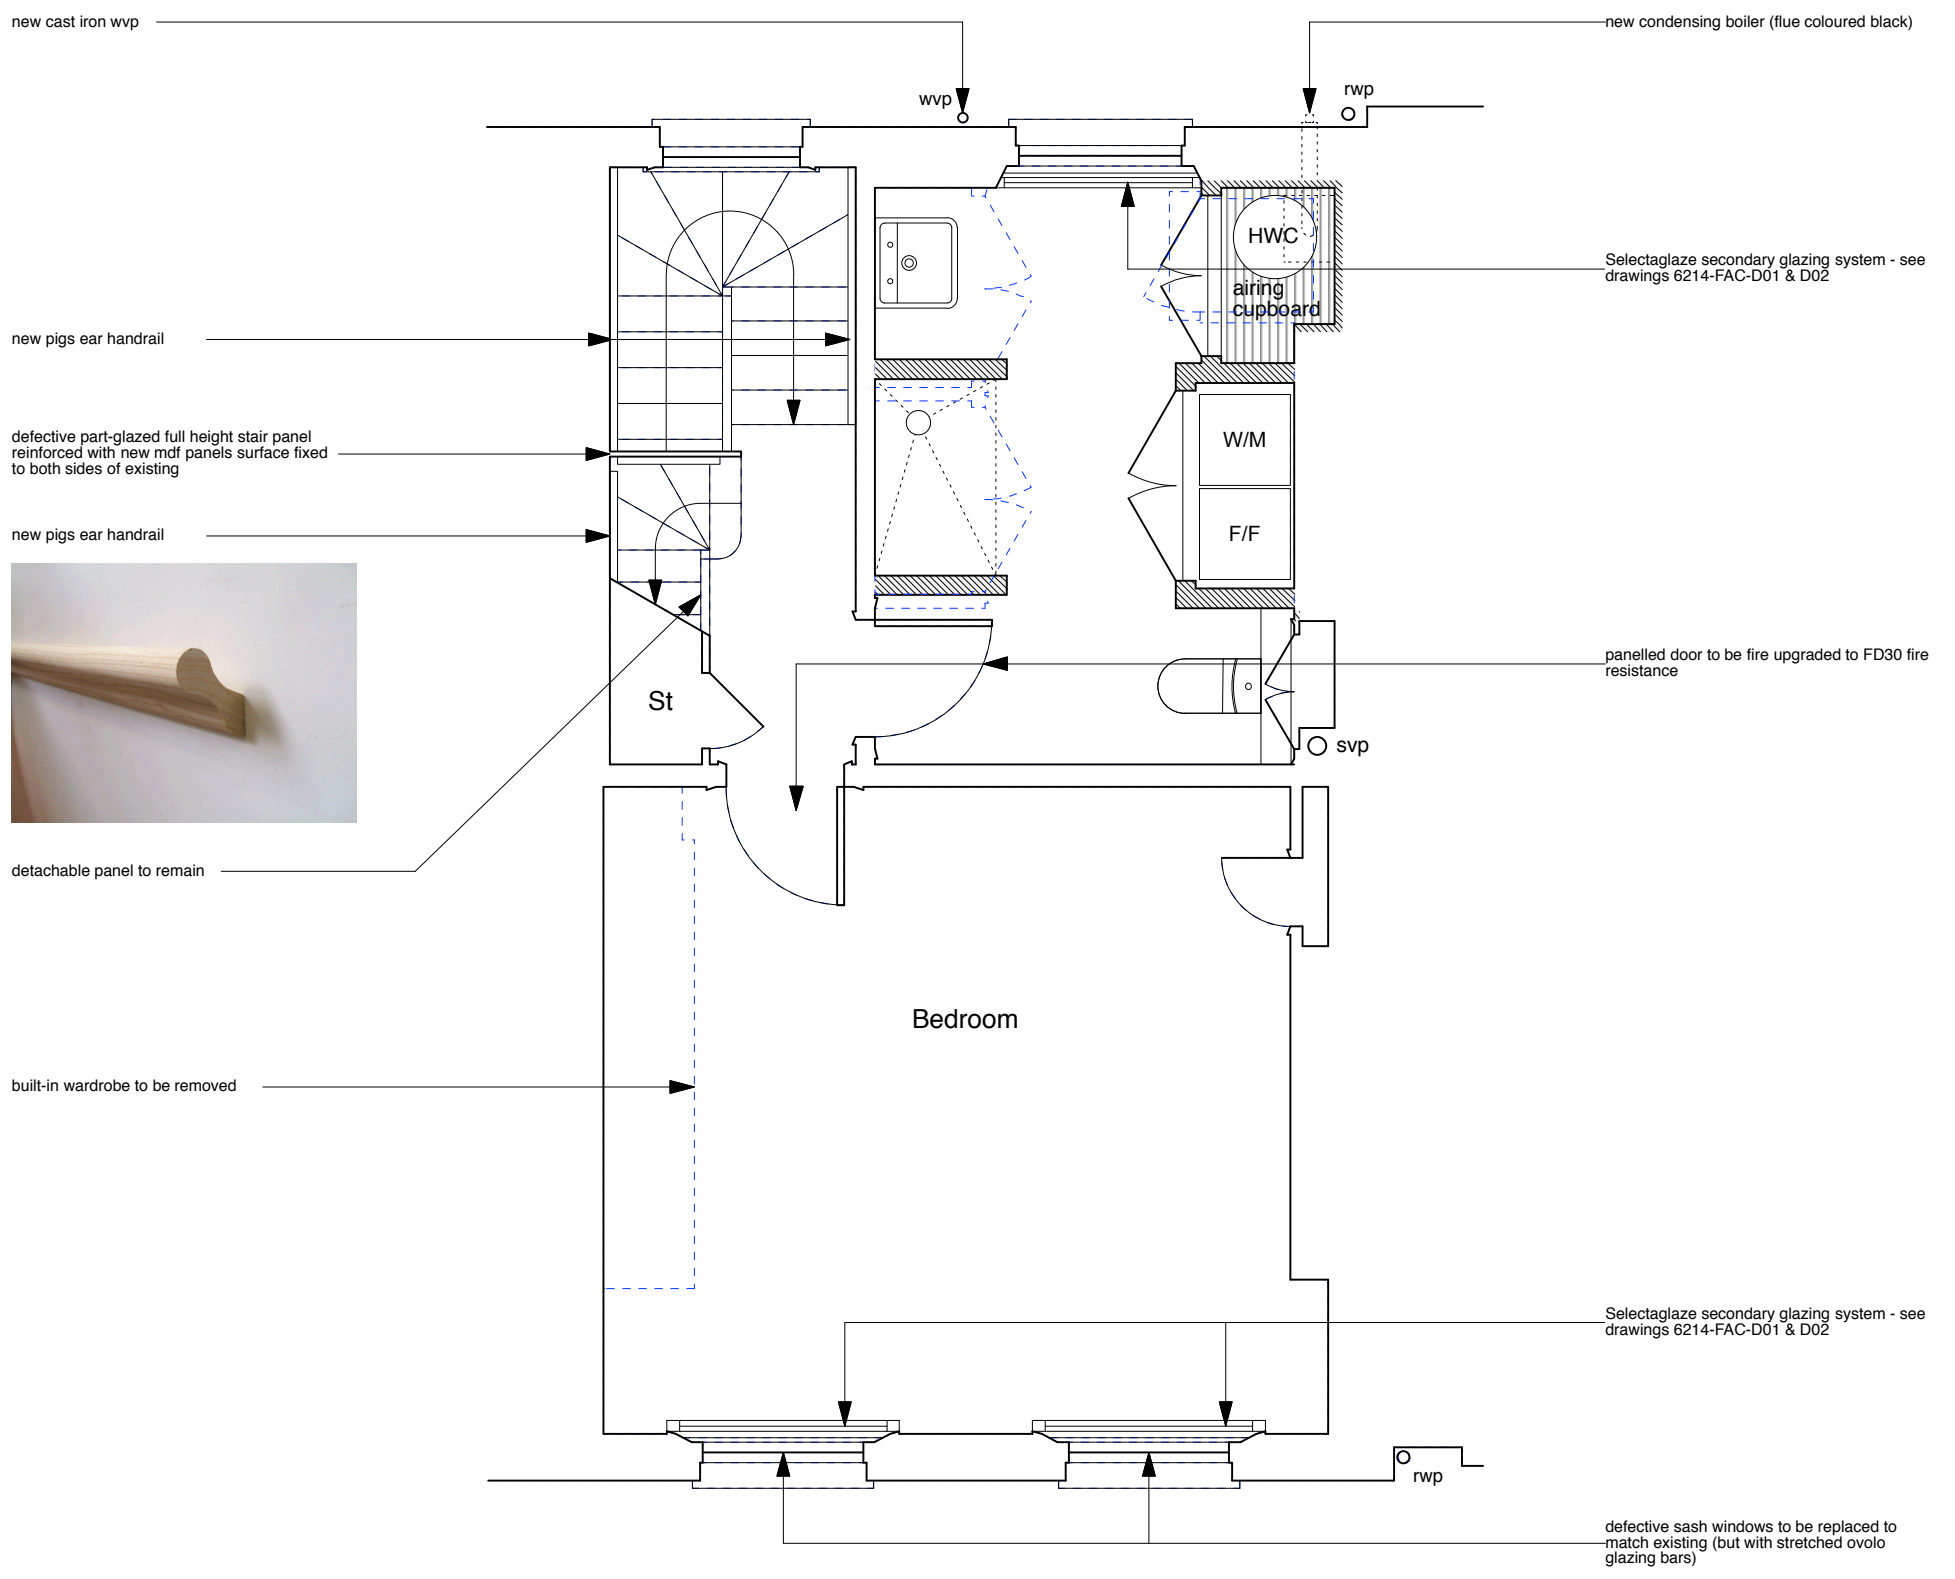 new cast iron wvp
new condensing boiler (flue coloured black)
wvp
rwp
HWC
airing
cupboard
Selectaglaze secondary glazing system - see
drawings 6214-FAC-D01 & D02
new pigs ear handrail
defective part-glazed full height stair panel
reinforced with new mdf panels surface fixed
to both sides of existing
W/M
new pigs ear handrail
F/F
panelled door to be fire upgraded to FD30 fire
resistance
St
svp
detachable panel to remain
Bedroom
built-in wardrobe to be removed
Selectaglaze secondary glazing system - see
drawings 6214-FAC-D01 & D02
rwp
defective sash windows to be replaced to
match existing (but with stretched ovolo
glazing bars)